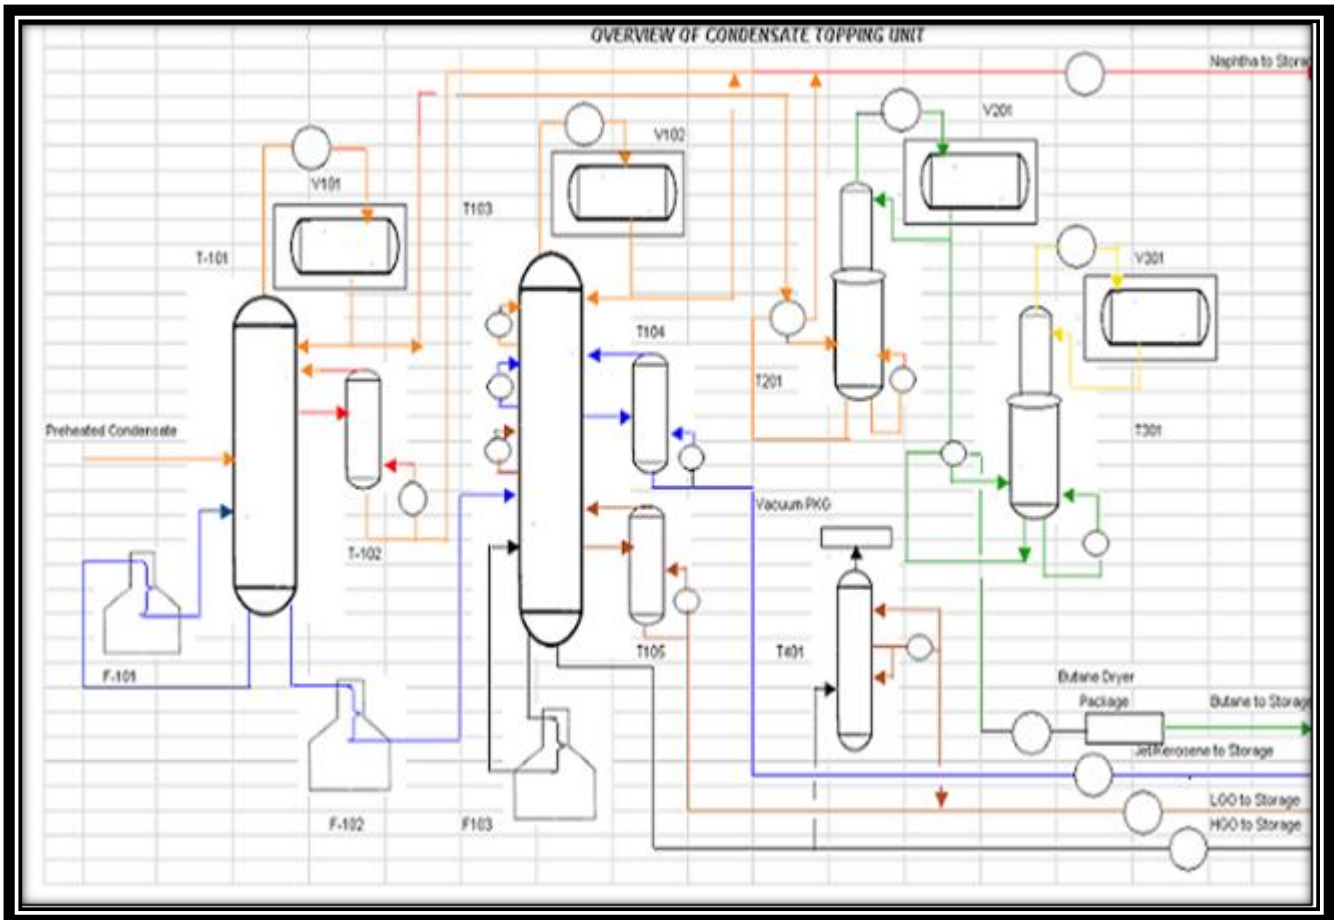 OVERVIEW OF CONDENSATE TOPPING UNIT
Naphtha to Storag
V201
V102
V101
T103
T-101
V301
T104
T201
T301
Preheated Condensate
Vacuum PKG
T-102
T105
T401
F-101
Butane Dryer
Package
Butane to Storage
Jet/Kerosene to Storage
LGO to Storage
F-102
F103
HGO to Storage